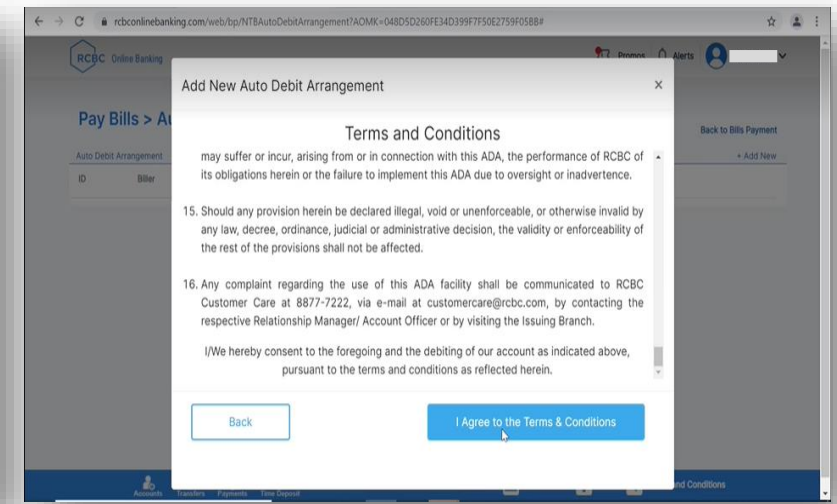 rcbconlinebanking.com/web/bp/NTBAutoDebitArrangement?AOMK=048D5D260FE34D399F7F50E2759F05BB#
RCBC Online Banking
Promos Alerts
Add New Auto Debit Arrangement ×
Pay Bills > Au
Back to Bills Payment
Auto Debit Arrangement + Add New
ID Biller
Terms and Conditions
may suffer or incur, arising from or in connection with this ADA, the performance of RCBC of
its obligations herein or the failure to implement this ADA due to oversight or inadvertence.
15. Should any provision herein be declared illegal, void or unenforceable, or otherwise invalid by
any law, decree, ordinance, judicial or administrative decision, the validity or enforceability of
the rest of the provisions shall not be affected.
16. Any complaint regarding the use of this ADA facility shall be communicated to RCBC
Customer Care at 8877-7222, via e-mail at customercare@rcbc.com, by contacting the
respective Relationship Manager/ Account Officer or by visiting the Issuing Branch.
I/We hereby consent to the foregoing and the debiting of our account as indicated above,
pursuant to the terms and conditions as reflected herein.
Back
I Agree to the Terms & Conditions
Accounts Transfers Payments Time Deposit
nd Conditions